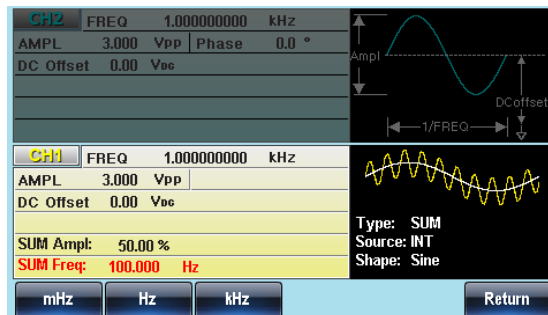 CH2 FREQ 1.000000000 kHz
AMPL 3.000 Vpp Phase 0.0 °
DC Offset 0.00 VDC
Ampl
DCoffset
1/FREQ
CH1 FREQ 1.000000000 kHz
AMPL 3.000 Vpp
DC Offset 0.00 VDC
SUM Ampl: 50.00 %
SUM Freq: 100.000 Hz
Type: SUM
Source: INT
Shape: Sine
mHz Hz kHz Return